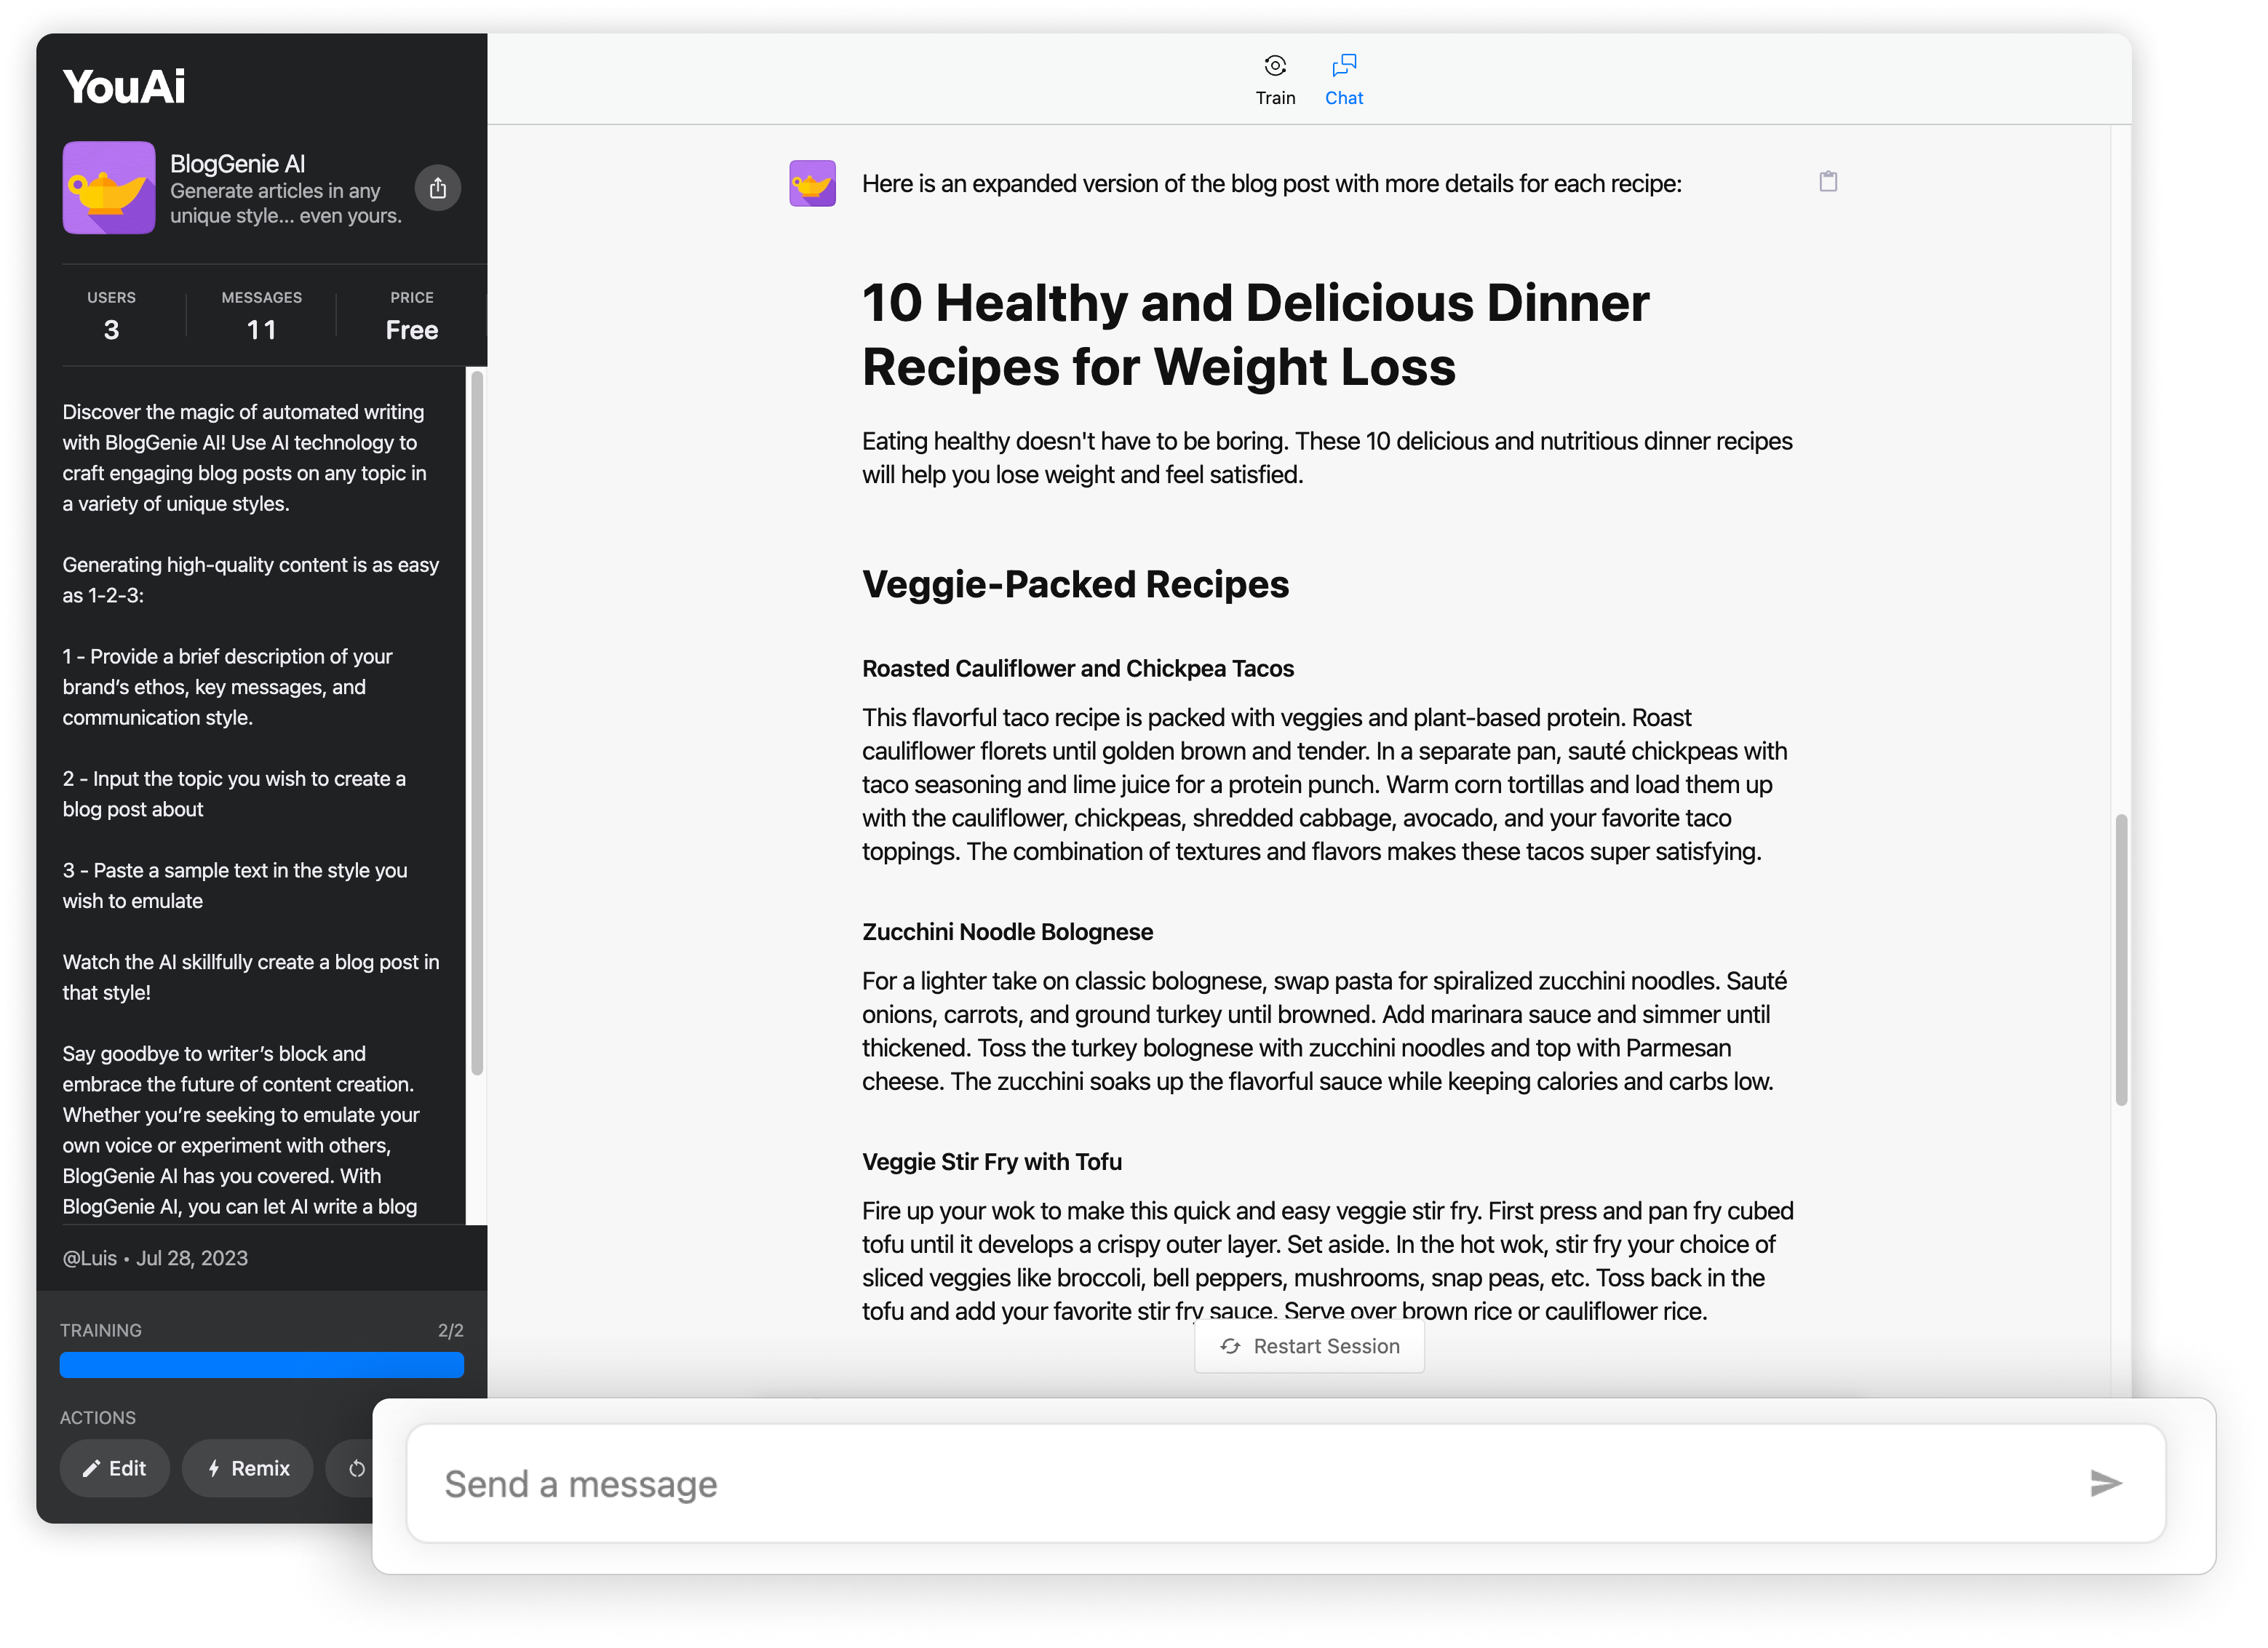 YouAi
BlogGenie AI
Generate articles in any
unique style... even yours.
USERS
3
MESSAGES
11
PRICE
Free
Discover the magic of automated writing
with BlogGenie AI! Use AI technology to
craft engaging blog posts on any topic in
a variety of unique styles.
Generating high-quality content is as easy
as 1-2-3:
1 - Provide a brief description of your
brand’s ethos, key messages, and
communication style.
2 - Input the topic you wish to create a
blog post about
3 - Paste a sample text in the style you
wish to emulate
Watch the AI skillfully create a blog post in
that style!
Say goodbye to writer’s block and
embrace the future of content creation.
Whether you’re seeking to emulate your
own voice or experiment with others,
BlogGenie AI has you covered. With
BlogGenie AI, you can let AI write a blog
@Luis • Jul 28, 2023
TRAINING 2/2
ACTIONS
Edit
Remix
Train
Chat
Here is an expanded version of the blog post with more details for each recipe:
10 Healthy and Delicious Dinner
Recipes for Weight Loss
Eating healthy doesn't have to be boring. These 10 delicious and nutritious dinner recipes
will help you lose weight and feel satisfied.
Veggie-Packed Recipes
Roasted Cauliflower and Chickpea Tacos
This flavorful taco recipe is packed with veggies and plant-based protein. Roast
cauliflower florets until golden brown and tender. In a separate pan, sauté chickpeas with
taco seasoning and lime juice for a protein punch. Warm corn tortillas and load them up
with the cauliflower, chickpeas, shredded cabbage, avocado, and your favorite taco
toppings. The combination of textures and flavors makes these tacos super satisfying.
Zucchini Noodle Bolognese
For a lighter take on classic bolognese, swap pasta for spiralized zucchini noodles. Sauté
onions, carrots, and ground turkey until browned. Add marinara sauce and simmer until
thickened. Toss the turkey bolognese with zucchini noodles and top with Parmesan
cheese. The zucchini soaks up the flavorful sauce while keeping calories and carbs low.
Veggie Stir Fry with Tofu
Fire up your wok to make this quick and easy veggie stir fry. First press and pan fry cubed
tofu until it develops a crispy outer layer. Set aside. In the hot wok, stir fry your choice of
sliced veggies like broccoli, bell peppers, mushrooms, snap peas, etc. Toss back in the
tofu and add your favorite stir fry sauce. Serve over brown rice or cauliflower rice.
Restart Session
Send a message